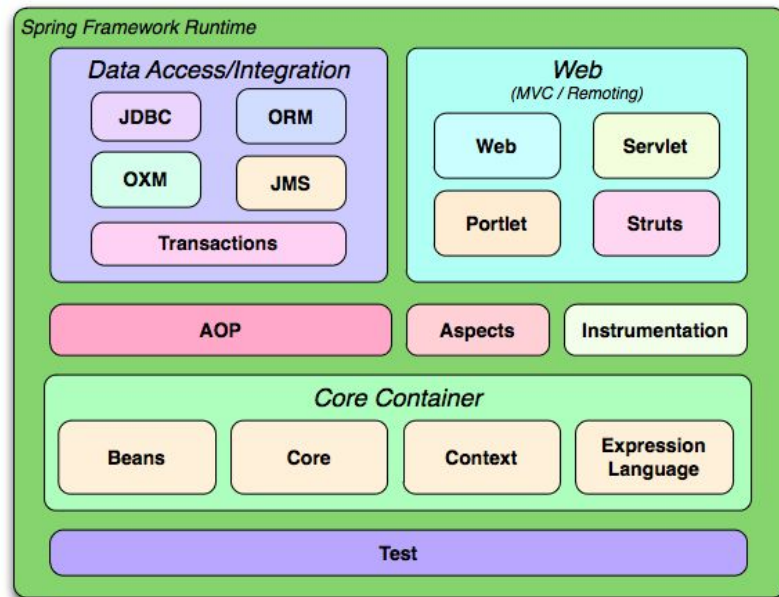 Spring Framework Runtime
Data Access/Integration
JDBC
ORM
OXM
JMS
Transactions
Web
(MVC / Remoting)
Web
Servlet
Portlet
Struts
AOP
Aspects
Instrumentation
Core Container
Beans
Core
Context
Expression
Language
Test